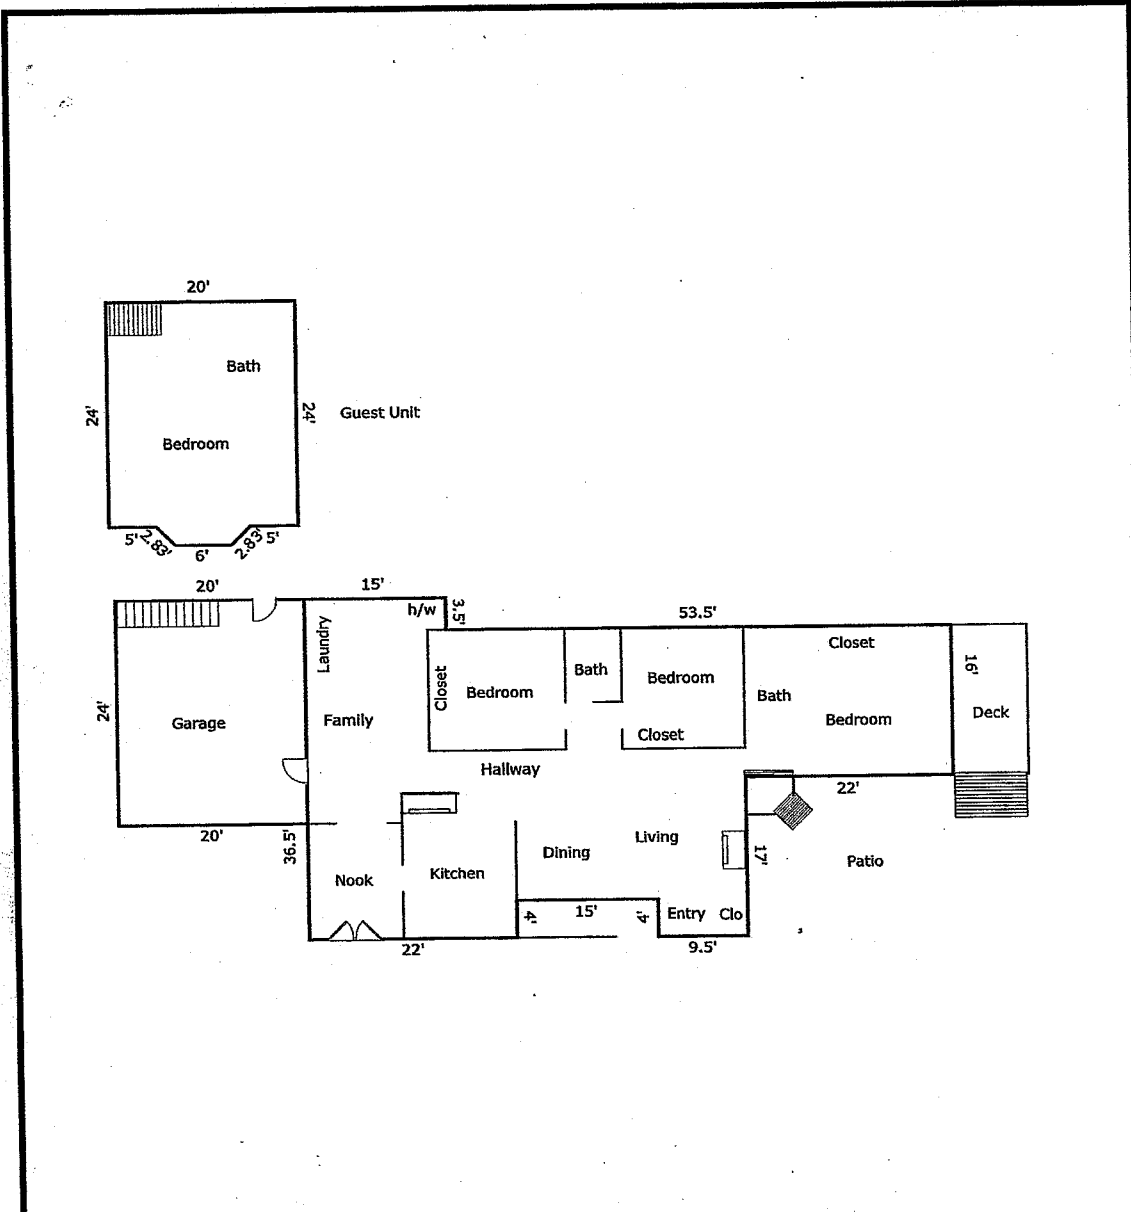 20'
Bath
24'
24'
Guest Unit
Bedroom
5'
2.83'
6'
2.83'
5'
20'
15'
h/w
3.5'
53.5'
Laundry
Closet
Bath
Bedroom
Bedroom
Closet
Bath
16'
24'
Garage
Family
Bedroom
Deck
Closet
Hallway
22'
20'
36.5'
Living
Dining
17'
Patio
Nook
Kitchen
4'
15'
4'
Entry
Clo
22'
9.5'